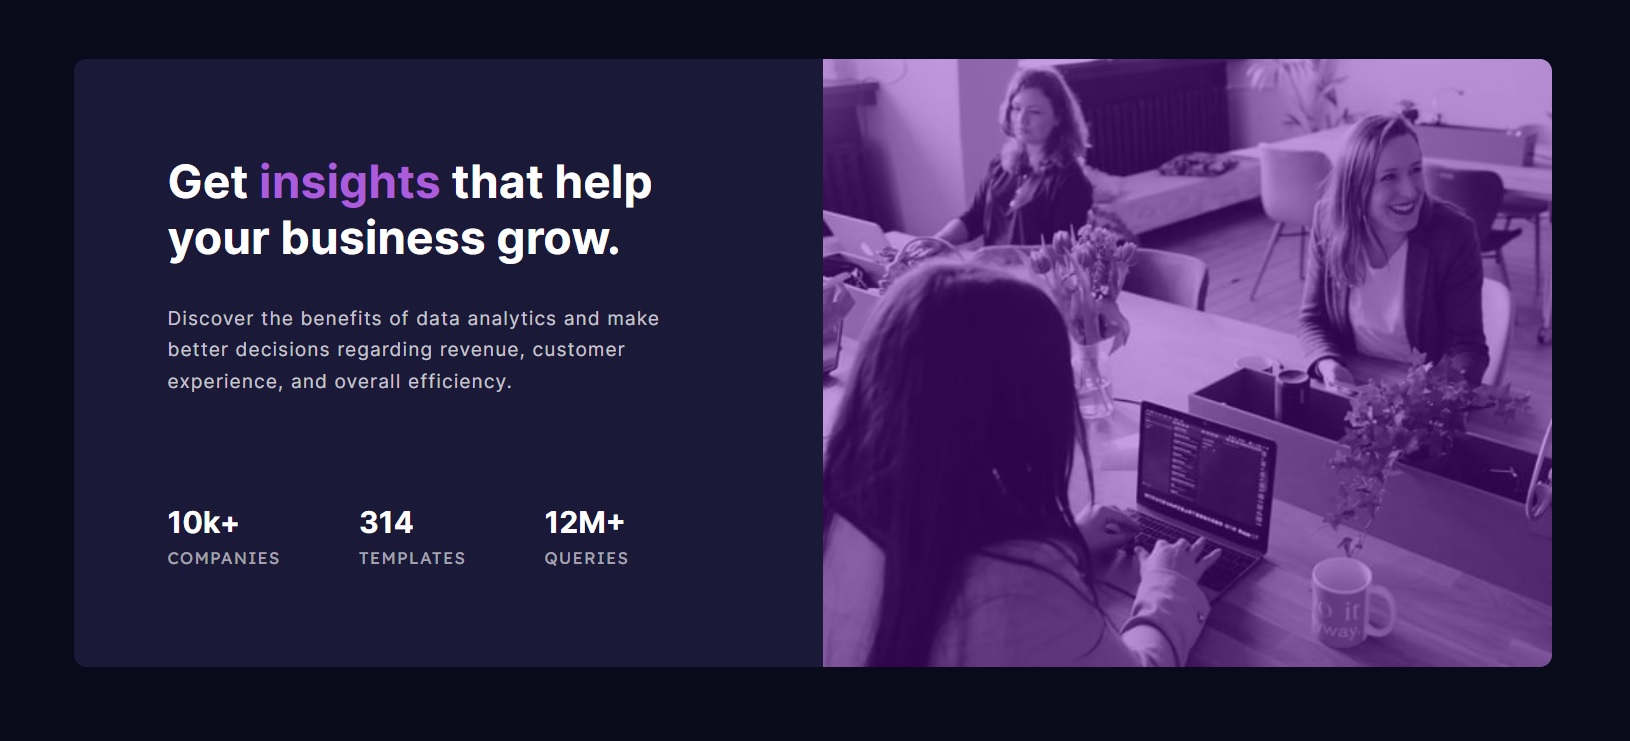 Get insights that help
your business grow.
Discover the benefits of data analytics and make
better decisions regarding revenue, customer
experience, and overall efficiency.
10k+
COMPANIES
314
TEMPLATES
12M+
QUERIES